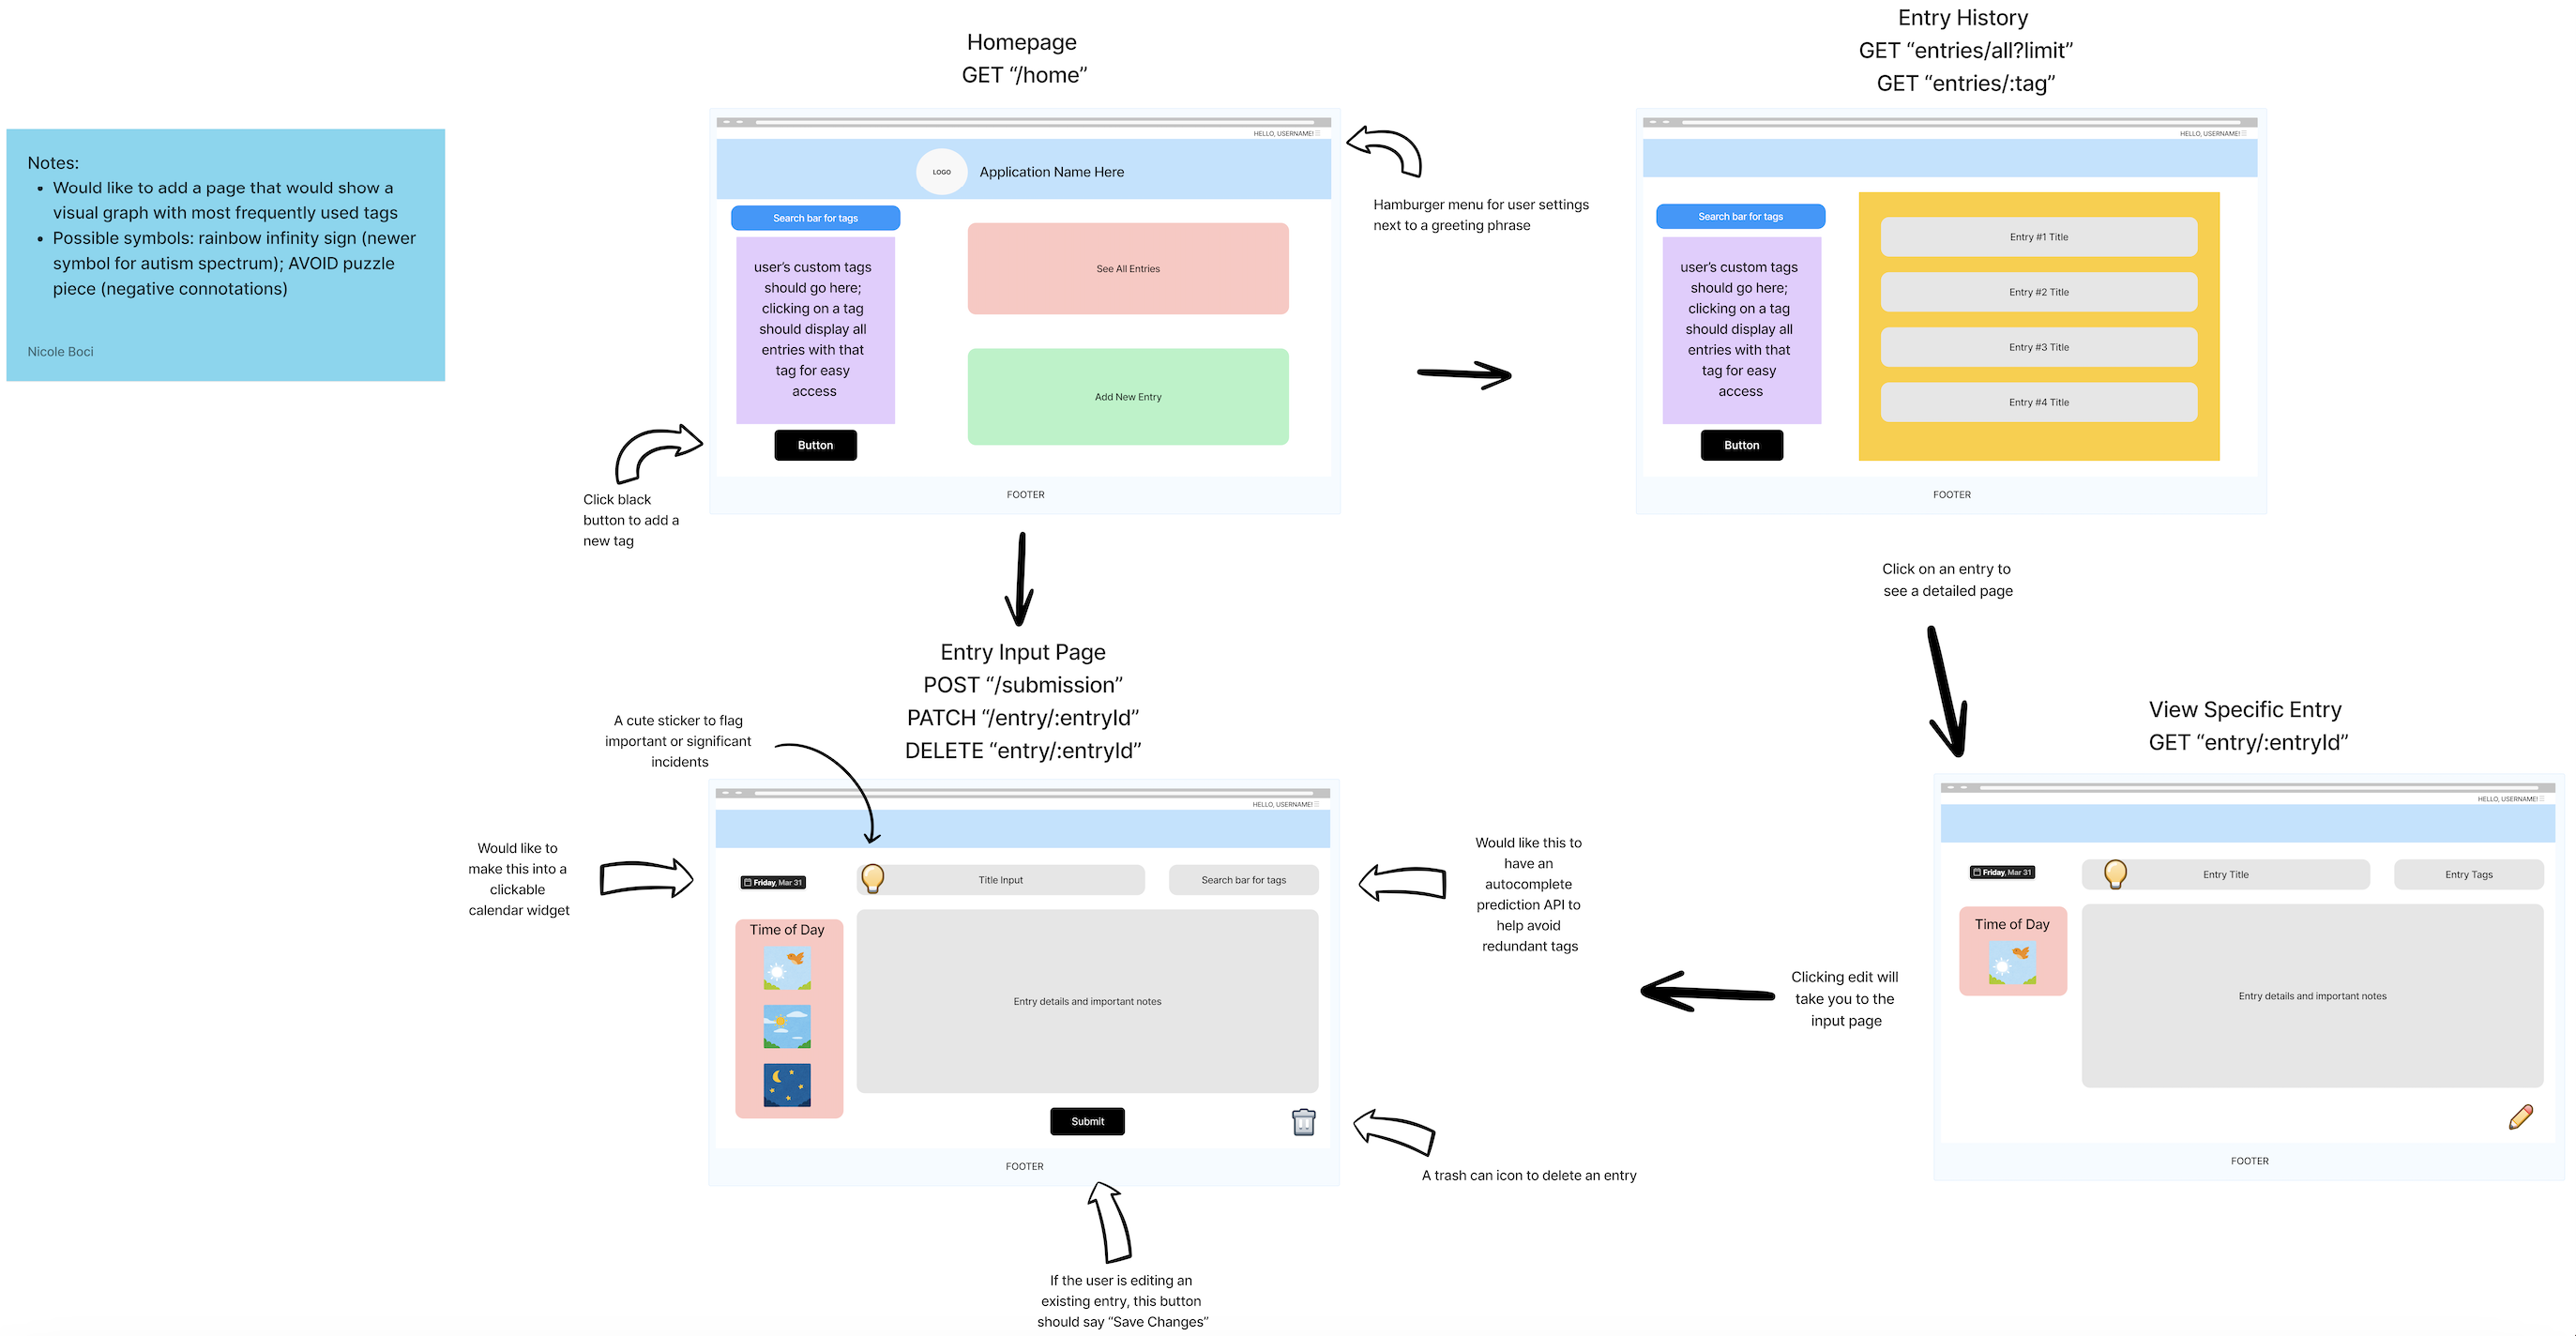 Notes:
• Would like to add a page that would show a
visual graph with most frequently used tags
• Possible symbols: rainbow infinity sign (newer
symbol for autism spectrum); AVOID puzzle
piece (negative connotations)
Nicole Boci
Homepage
GET “/home”
HELLO, USERNAME!
LOGO
Application Name Here
Search bar for tags
user’s custom tags
should go here;
clicking on a tag
should display all
entries with that
tag for easy
access
Button
See All Entries
Add New Entry
FOOTER
Hamburger menu for user settings
next to a greeting phrase
Click black
button to add a
new tag
Entry History
GET “entries/all?limit”
GET “entries/:tag”
HELLO, USERNAME!
Search bar for tags
user’s custom tags
should go here;
clicking on a tag
should display all
entries with that
tag for easy
access
Button
Entry #1 Title
Entry #2 Title
Entry #3 Title
Entry #4 Title
FOOTER
Click on an entry to
see a detailed page
Entry Input Page
POST “/submission”
PATCH “/entry/:entryId”
DELETE “entry/:entryId”
A cute sticker to flag
important or significant
incidents
Would like to
make this into a
clickable
calendar widget
HELLO, USERNAME!
Friday, Mar 31
Title Input
Search bar for tags
Time of Day
Entry details and important notes
Submit
FOOTER
Would like this to
have an
autocomplete
prediction API to
help avoid
redundant tags
A trash can icon to delete an entry
If the user is editing an
existing entry, this button
should say “Save Changes”
View Specific Entry
GET “entry/:entryId”
HELLO, USERNAME!
Friday, Mar 31
Entry Title
Entry Tags
Time of Day
Entry details and important notes
FOOTER
Clicking edit will
take you to the
input page